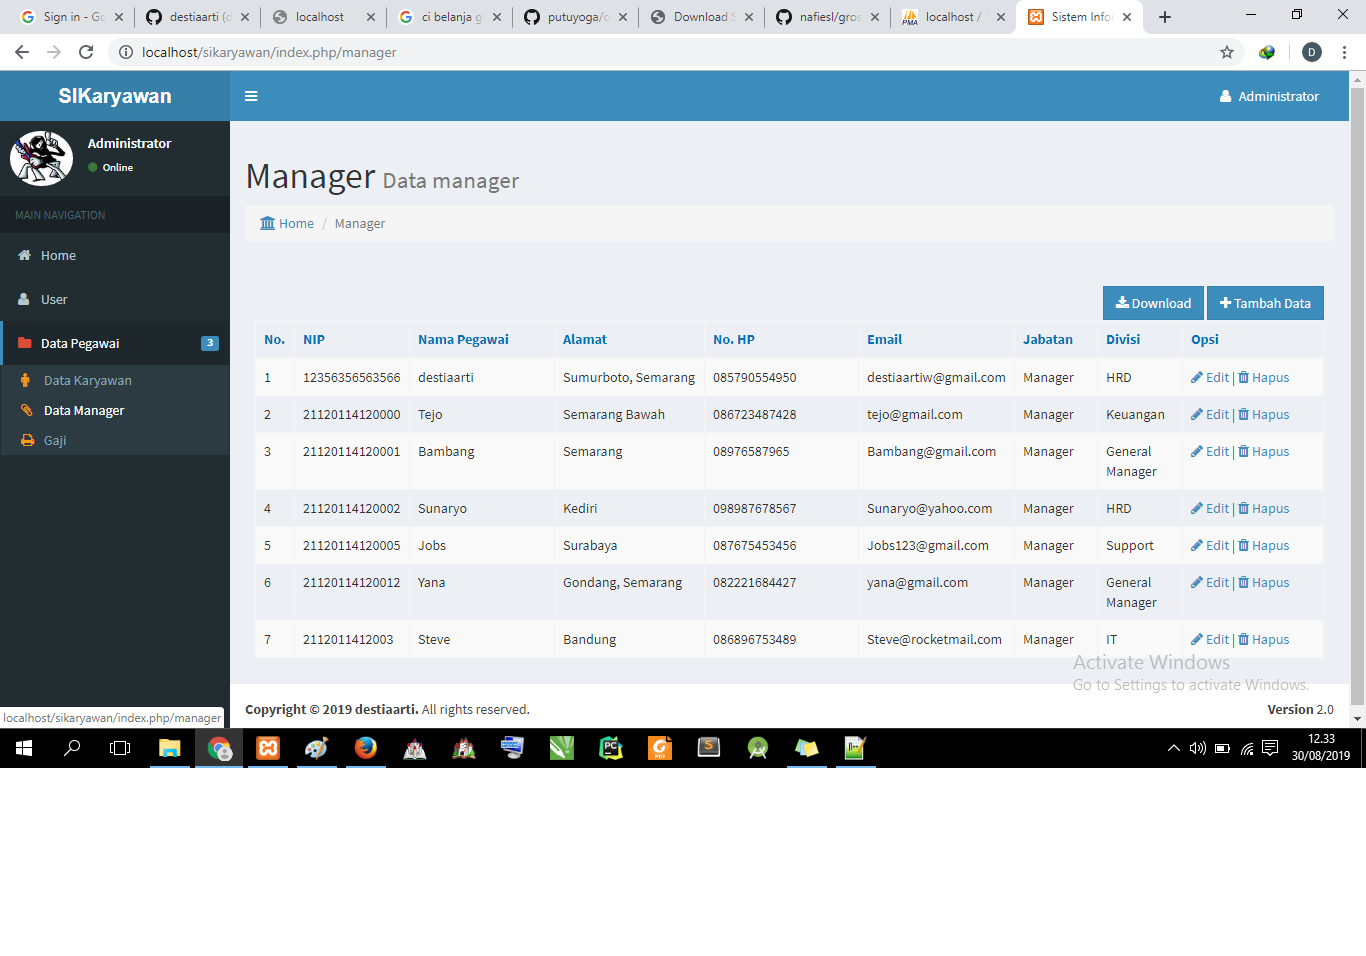 Sign in - Go
destiaarti (d
localhost
ci belanja g
putuyoga/c
Download S
nafiesl/gros
localhost /
Sistem Info
localhost/sikaryawan/index.php/manager
D
SIKaryawan
Administrator
Administrator
Online
MAIN NAVIGATION
Home
User
Data Pegawai 3
Data Karyawan
Data Manager
Gaji
Manager Data manager
Home / Manager
Download
Tambah Data
No. NIP Nama Pegawai Alamat No. HP Email Jabatan Divisi Opsi
1 12356356563566 destiaarti Sumurboto, Semarang 085790554950 destiaartiw@gmail.com Manager HRD Edit | Hapus
2 21120114120000 Tejo Semarang Bawah 086723487428 tejo@gmail.com Manager Keuangan Edit | Hapus
3 21120114120001 Bambang Semarang 08976587965 Bambang@gmail.com Manager General Edit | Hapus
Manager
4 21120114120002 Sunaryo Kediri 098987678567 Sunaryo@yahoo.com Manager HRD Edit | Hapus
5 21120114120005 Jobs Surabaya 087675453456 Jobs123@gmail.com Manager Support Edit | Hapus
6 21120114120012 Yana Gondang, Semarang 082221684427 yana@gmail.com Manager General Edit | Hapus
Manager
7 2112011412003 Steve Bandung 086896753489 Steve@rocketmail.com Manager IT Edit | Hapus
Activate Windows
Go to Settings to activate Windows.
Copyright © 2019 destiaarti. All rights reserved.
Version 2.0
localhost/sikaryawan/index.php/manager
12.33
30/08/2019